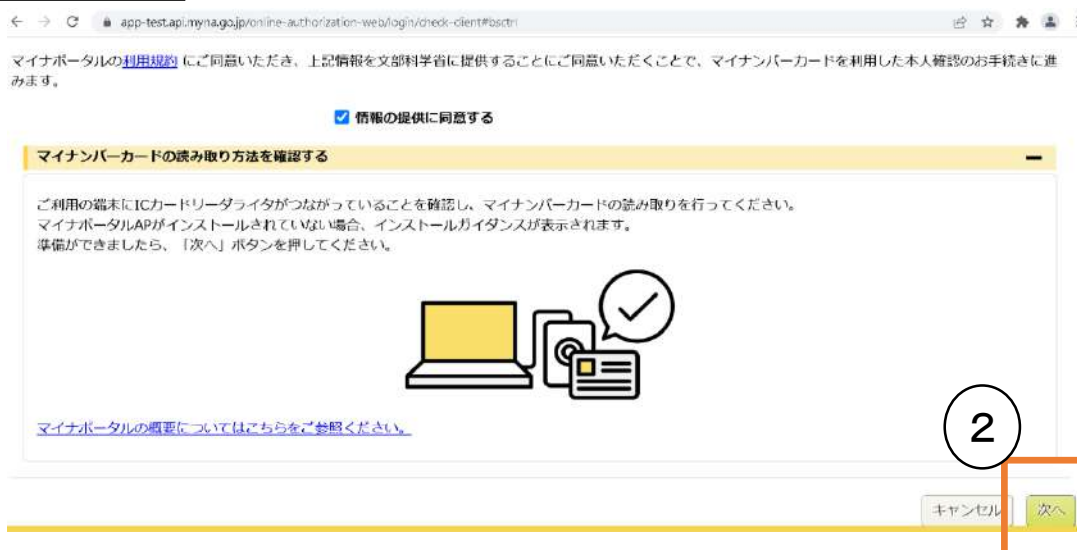 app-test.api.myna.go.jp/online-authorization-web/login/check-client#bsctri
マイナポータルの利用規約 にご同意いただき、上記情報を文部科学省に提供することにご同意いただくことで、マイナンバーカードを利用した本人確認のお手続きに進
みます。
情報の提供に同意する
マイナンバーカードの読み取り方法を確認する
ご利用の端末にICカードリーダライタがつながっていることを確認し、マイナンバーカードの読み取りを行ってください。
マイナポータルAPがインストールされていない場合、インストールガイダンスが表示されます。
準備ができましたら、「次へ」ボタンを押してください。
マイナポータルの概要についてはこちらをご参照ください。
2
キャンセル
次へ